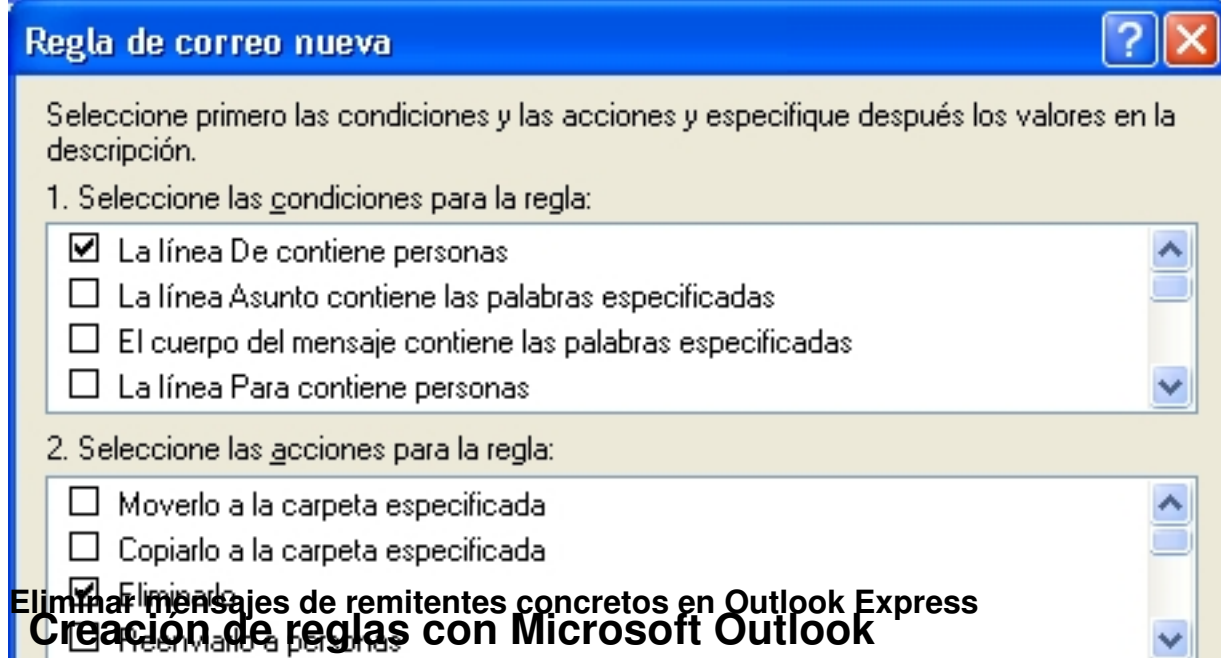 Regla de correo nueva
Seleccione primero las condiciones y las acciones y especifique después los valores en la
descripción.
1. Seleccione las condiciones para la regla:
La línea De contiene personas
La línea Asunto contiene las palabras especificadas
El cuerpo del mensaje contiene las palabras especificadas
La línea Para contiene personas
2. Seleccione las acciones para la regla:
Moverlo a la carpeta especificada
Copiarlo a la carpeta especificada
Eliminarlo
Eliminar mensajes de remitentes concretos en Outlook Express
Creación de reglas con Microsoft Outlook
Reenviarlo a personas